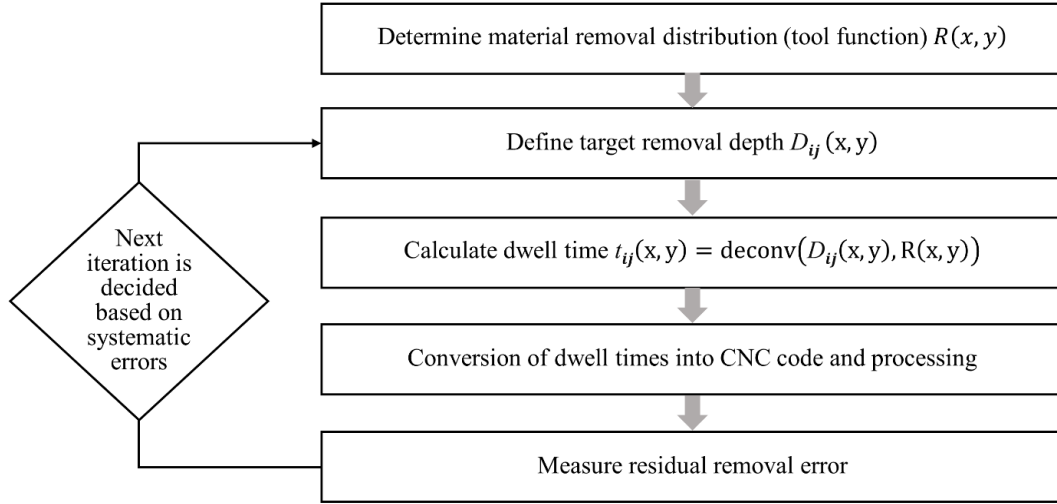 Determine material removal distribution (tool function) R(x, y)
Define target removal depth D_ij (x, y)
Calculate dwell time t_ij(x, y) = deconv(D_ij(x, y), R(x, y))
Conversion of dwell times into CNC code and processing
Measure residual removal error
Next
iteration is
decided
based on
systematic
errors